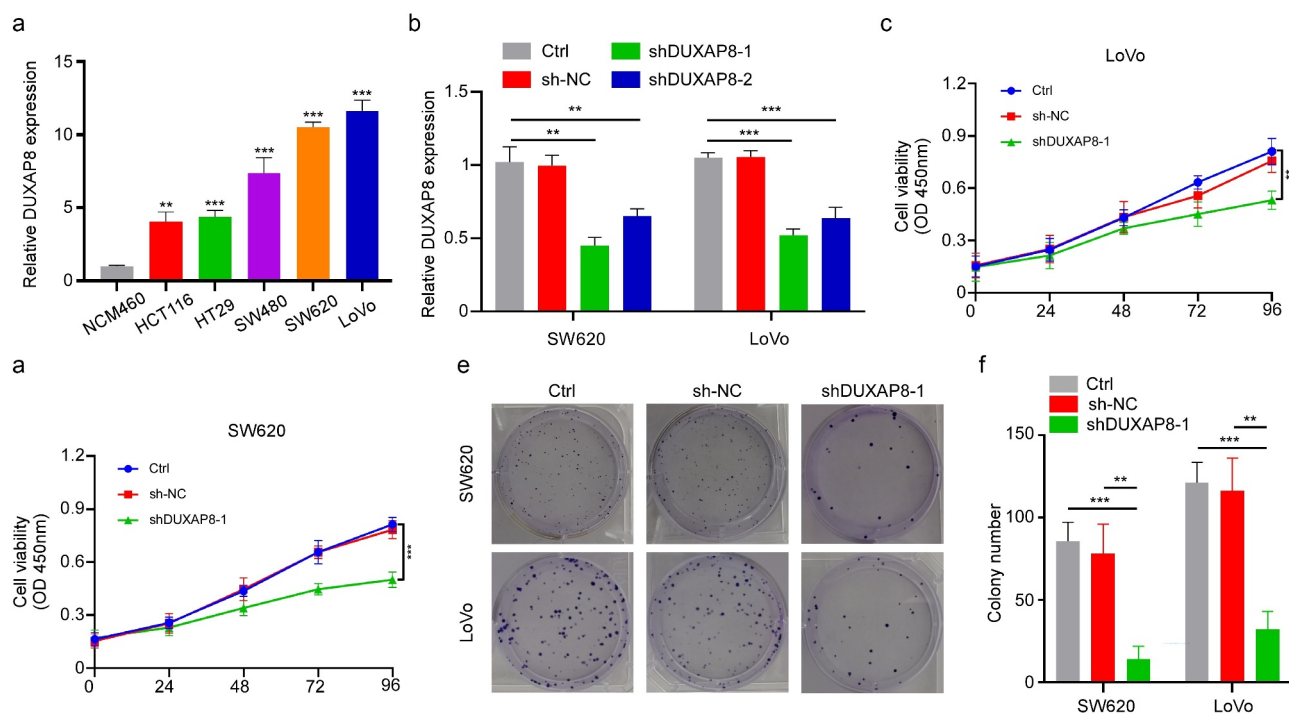 a
Relative DUXAP8 expression
15
10
5
0
**
***
***
***
***
NCM460
HCT116
HT29
SW480
SW620
LoVo
b
Ctrl
sh-NC
shDUXAP8-1
shDUXAP8-2
Relative DUXAP8 expression
1.5
1
0.5
0.0
**
**
***
***
SW620
LoVo
c
LoVo
Ctrl
sh-NC
shDUXAP8-1
Cell viability
(OD 450nm)
1.2
0.9
0.6
0.3
0.0
0
24
48
72
96
**
a
SW620
Ctrl
sh-NC
shDUXAP8-1
Cell viability
(OD 450nm)
1.2
0.9
0.6
0.3
0.0
0
24
48
72
96
***
e
Ctrl
sh-NC
shDUXAP8-1
SW620
LoVo
f
Ctrl
sh-NC
shDUXAP8-1
Colony number
150
100
50
0
***
**
***
**
SW620
LoVo